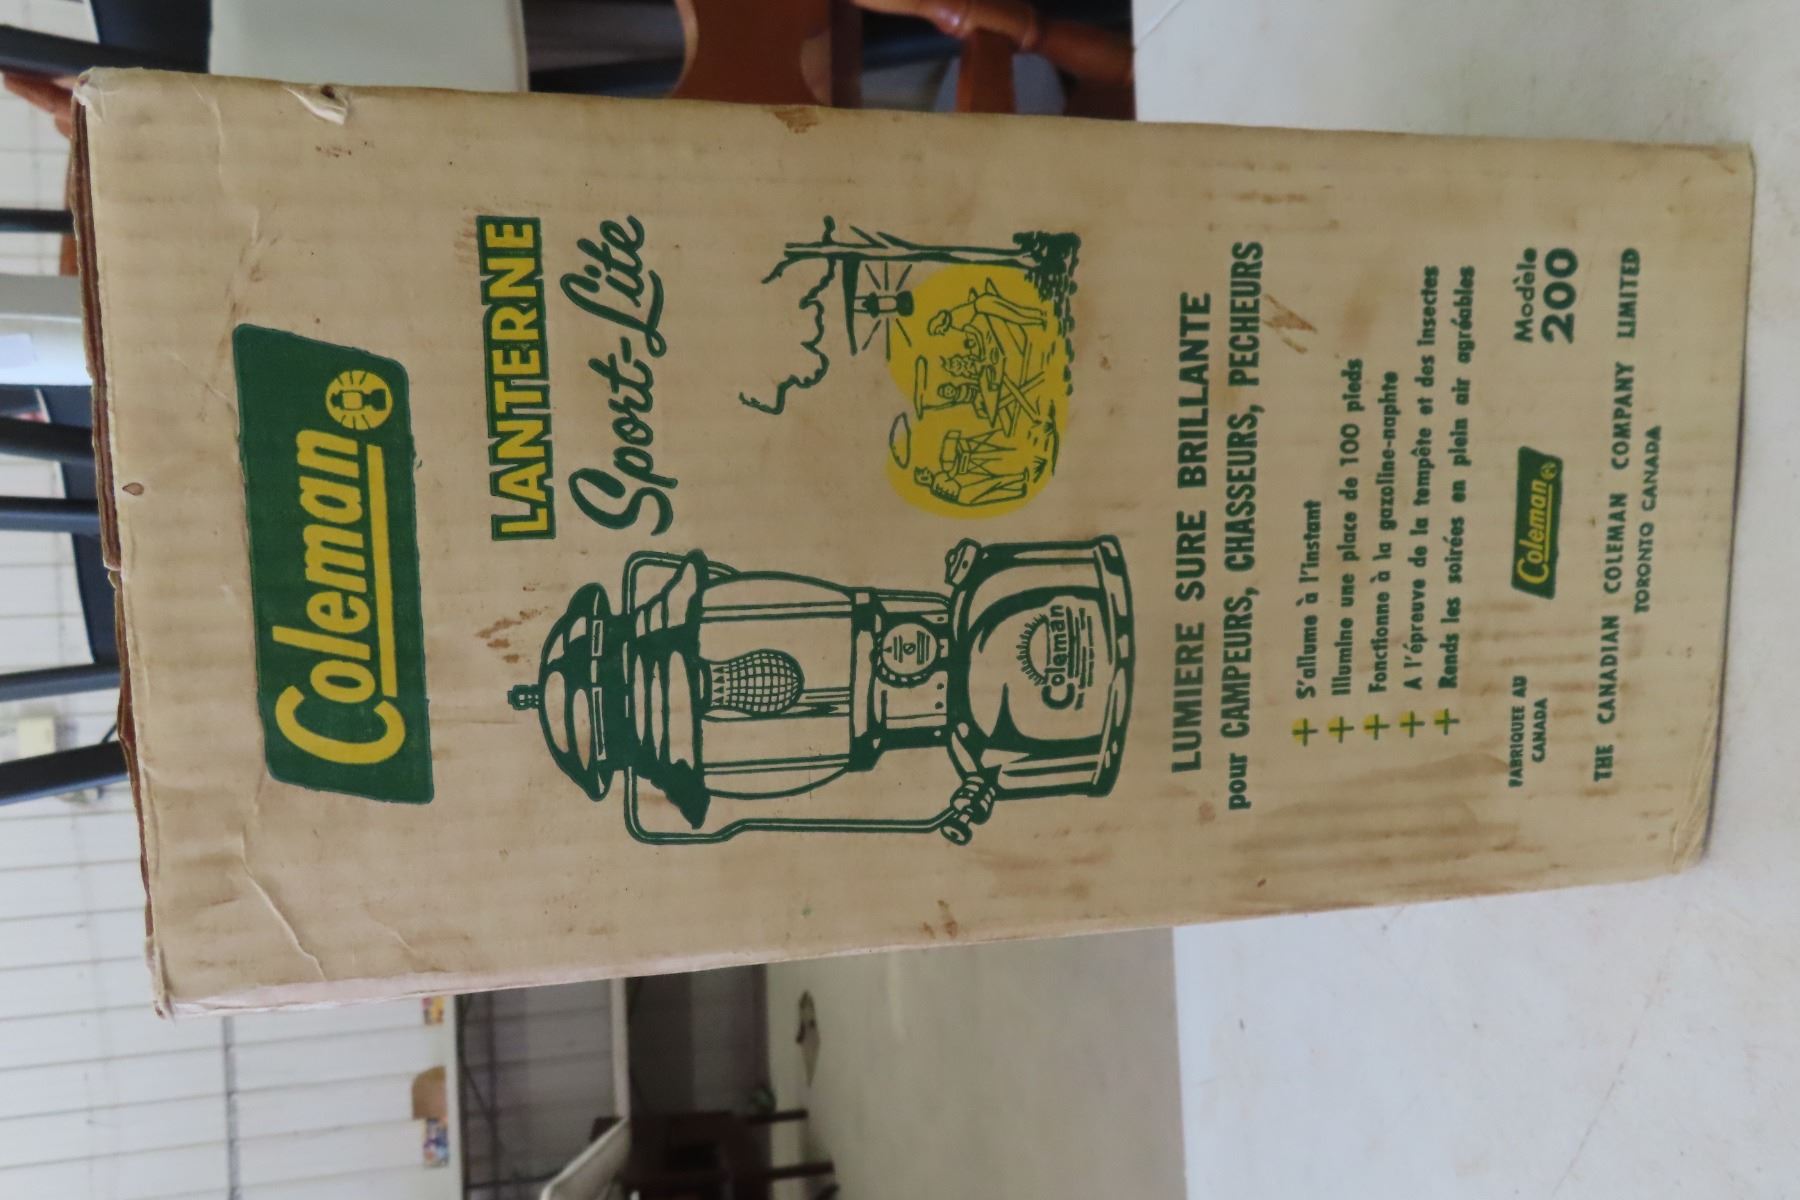 Coleman
LANTERNE
Sport-Lite
Coleman
LUMIERE SURE BRILLANTE
pour CAMPEURS, CHASSEURS, PECHEURS
+ S'allume à l'instant
+ Illumine une place de 100 pieds
+ Fonctionne à la gazoline-naphte
+ A l'épreuve de la tempête et des insectes
+ Rends les soirées en plein air agréables
FABRIQUEE AU
CANADA
Coleman
Modèle
200
THE CANADIAN COLEMAN COMPANY LIMITED
TORONTO CANADA